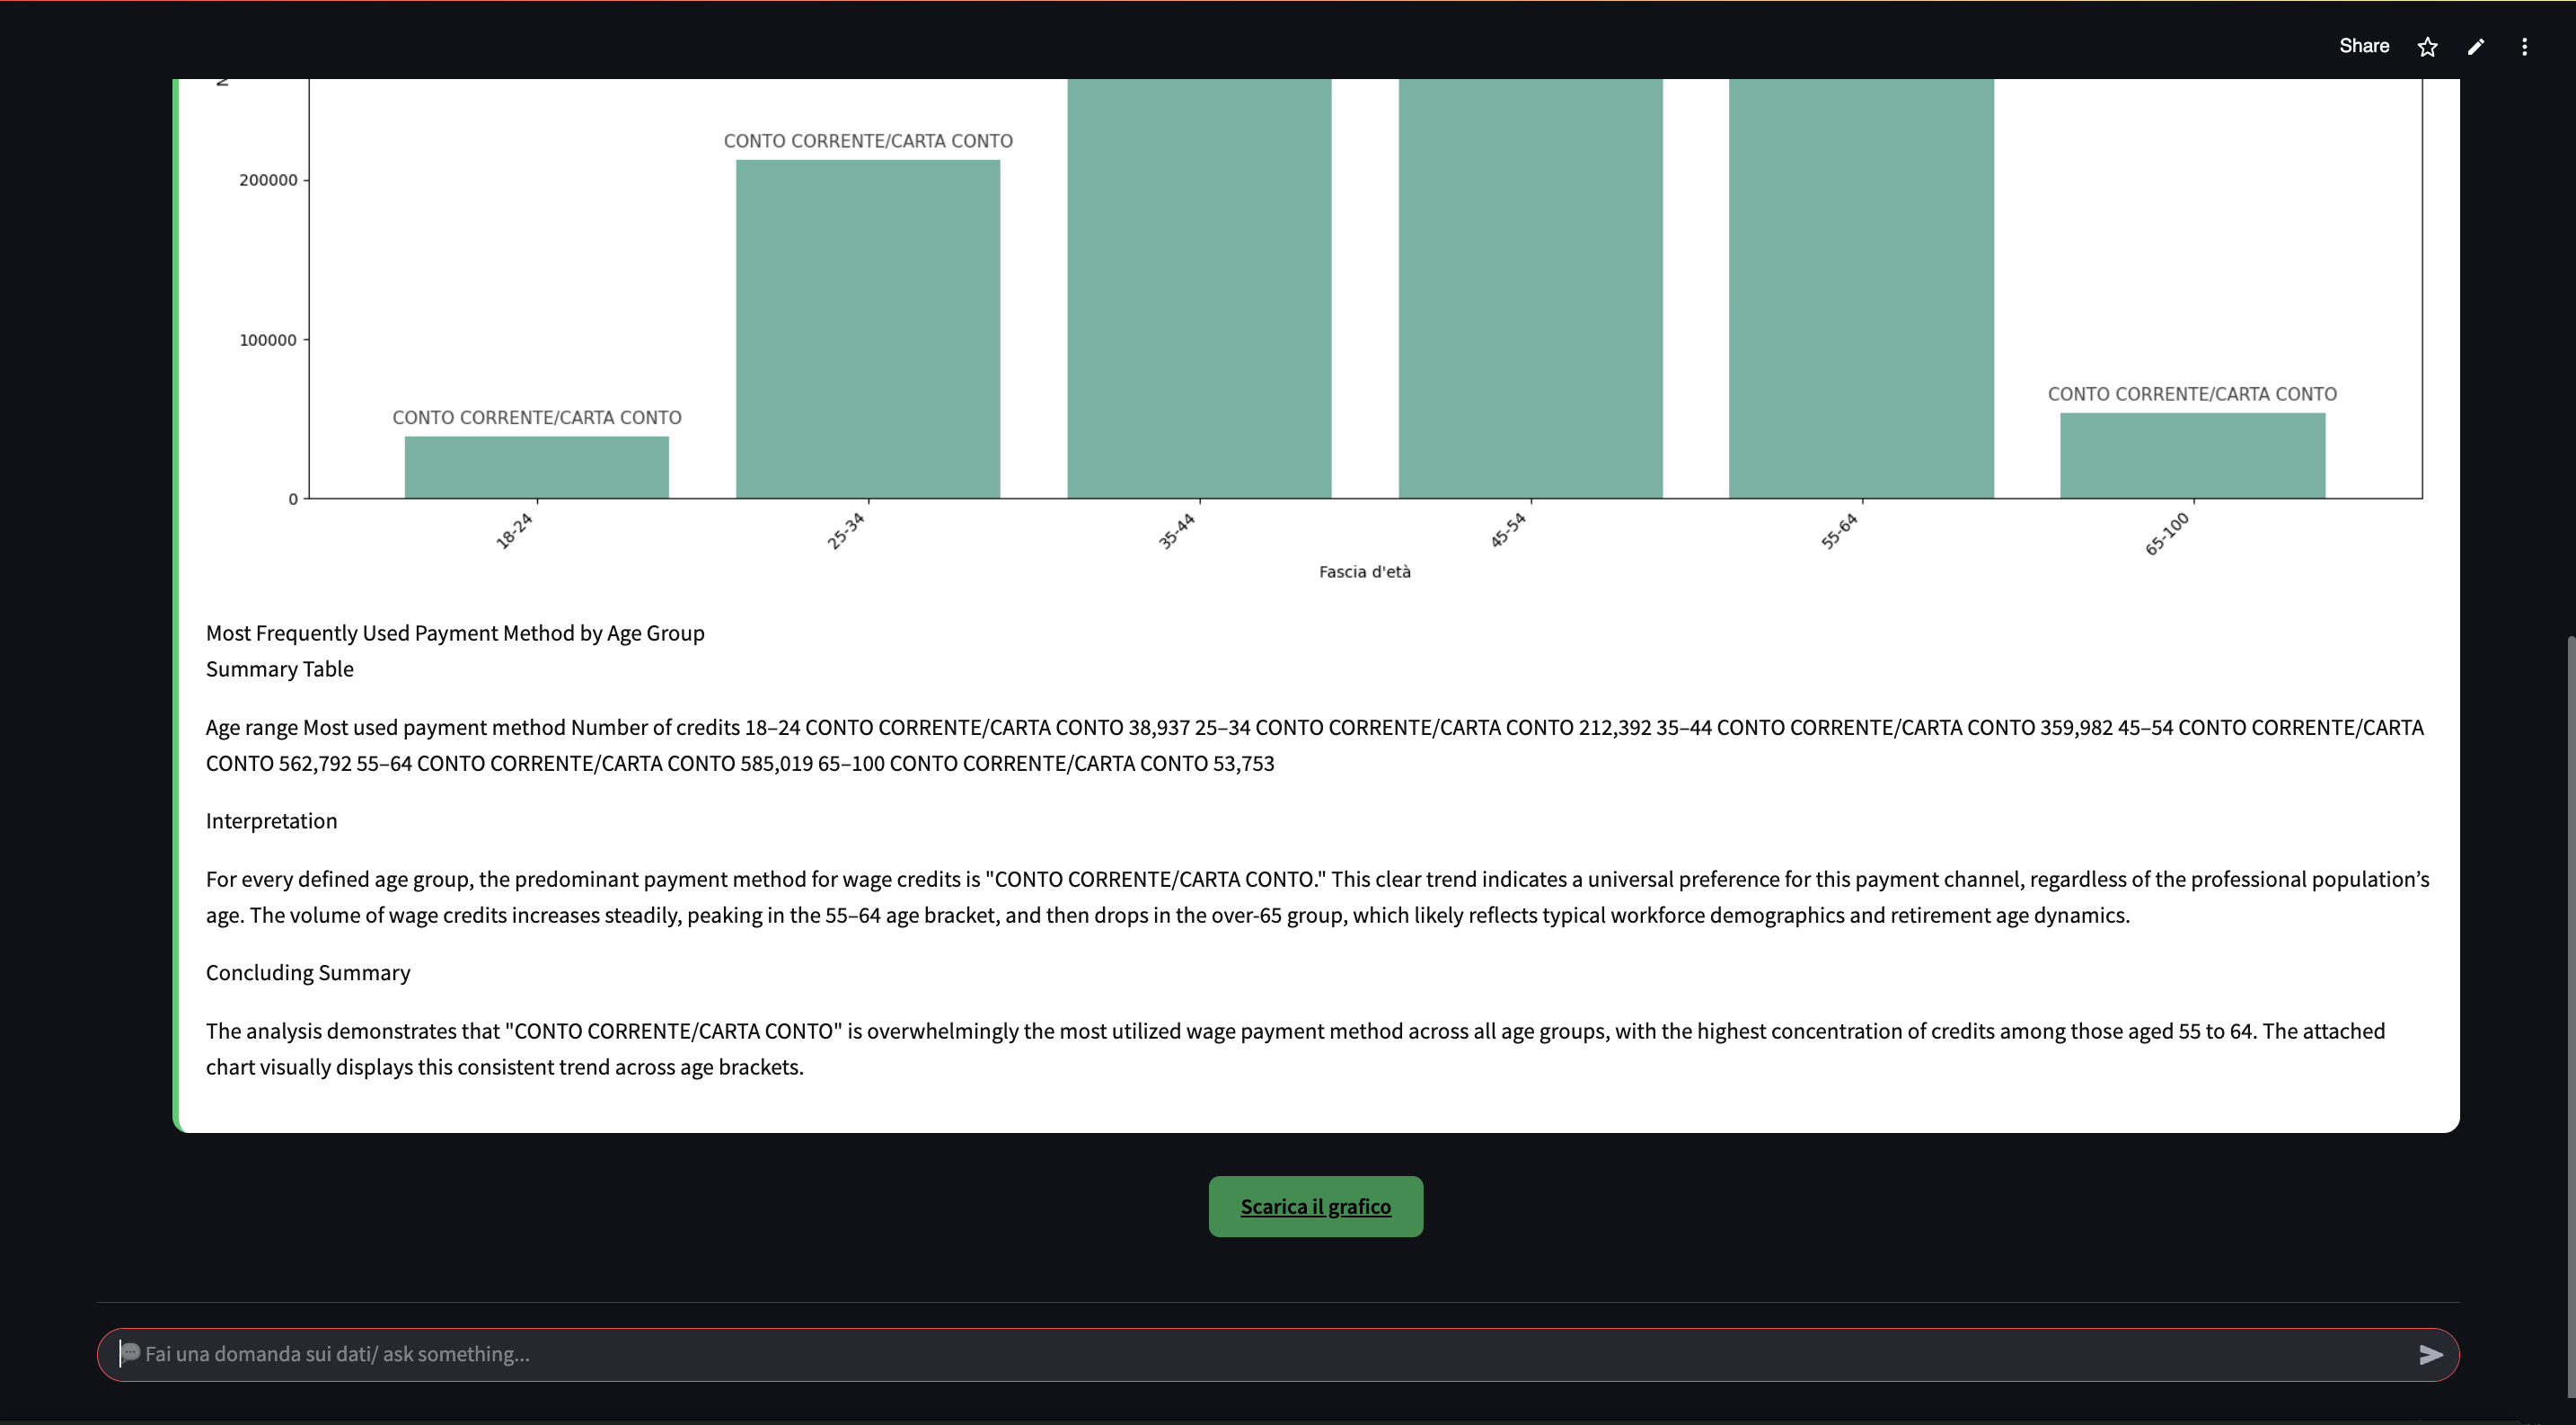 Share
CONTO CORRENTE/CARTA CONTO
200000
100000
CONTO CORRENTE/CARTA CONTO
CONTO CORRENTE/CARTA CONTO
0
18-24
25-34
35-44
45-54
55-64
65-100
Fascia d'età
Most Frequently Used Payment Method by Age Group
Summary Table
Age range Most used payment method Number of credits 18–24 CONTO CORRENTE/CARTA CONTO 38,937 25–34 CONTO CORRENTE/CARTA CONTO 212,392 35–44 CONTO CORRENTE/CARTA CONTO 359,982 45–54 CONTO CORRENTE/CARTA
CONTO 562,792 55–64 CONTO CORRENTE/CARTA CONTO 585,019 65–100 CONTO CORRENTE/CARTA CONTO 53,753
Interpretation
For every defined age group, the predominant payment method for wage credits is "CONTO CORRENTE/CARTA CONTO." This clear trend indicates a universal preference for this payment channel, regardless of the professional population’s
age. The volume of wage credits increases steadily, peaking in the 55–64 age bracket, and then drops in the over-65 group, which likely reflects typical workforce demographics and retirement age dynamics.
Concluding Summary
The analysis demonstrates that "CONTO CORRENTE/CARTA CONTO" is overwhelmingly the most utilized wage payment method across all age groups, with the highest concentration of credits among those aged 55 to 64. The attached
chart visually displays this consistent trend across age brackets.
Scarica il grafico
Fai una domanda sui dati/ ask something...